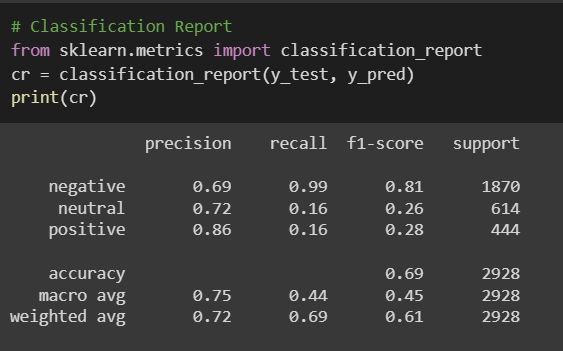 # Classification Report
from sklearn.metrics import classification_report
cr = classification_report(y_test, y_pred)
print(cr)
precision recall f1-score support
negative 0.69 0.99 0.81 1870
neutral 0.72 0.16 0.26 614
positive 0.86 0.16 0.28 444
accuracy 0.69 2928
macro avg 0.75 0.44 0.45 2928
weighted avg 0.72 0.69 0.61 2928